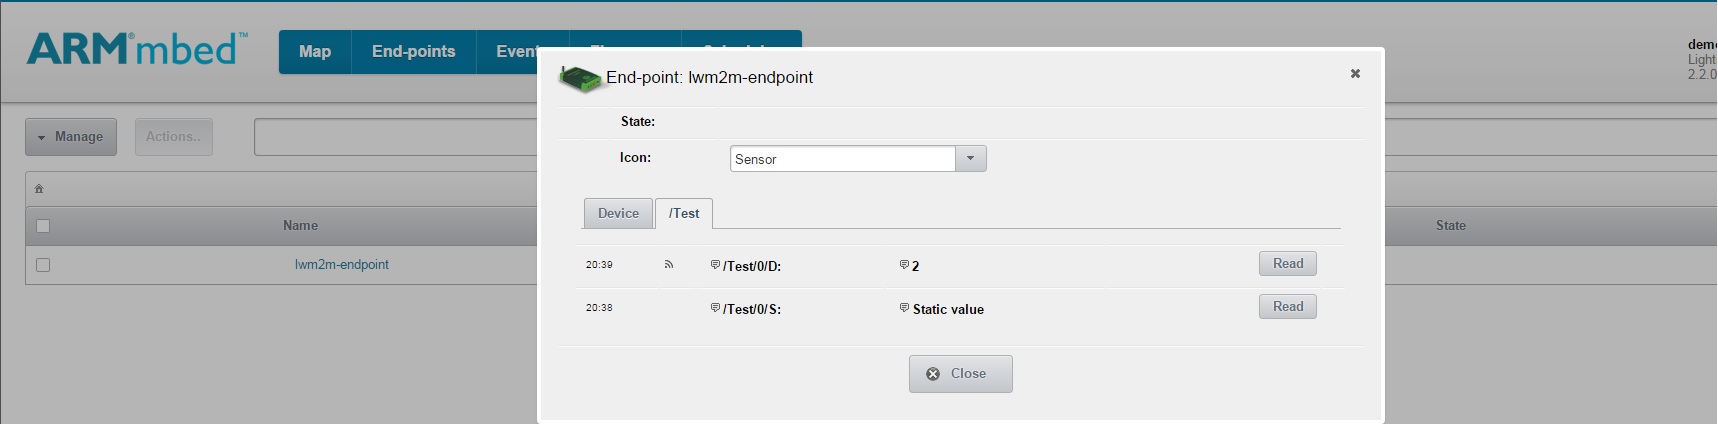 ARM®mbed™
Map End-points
demo
Light
2.2.0
End-point: lwm2m-endpoint
State:
Icon: Sensor
Manage Actions..
Device /Test
Name State
lwm2m-endpoint
20:39 /Test/0/D: 2 Read
20:38 /Test/0/S: Static value Read
Close